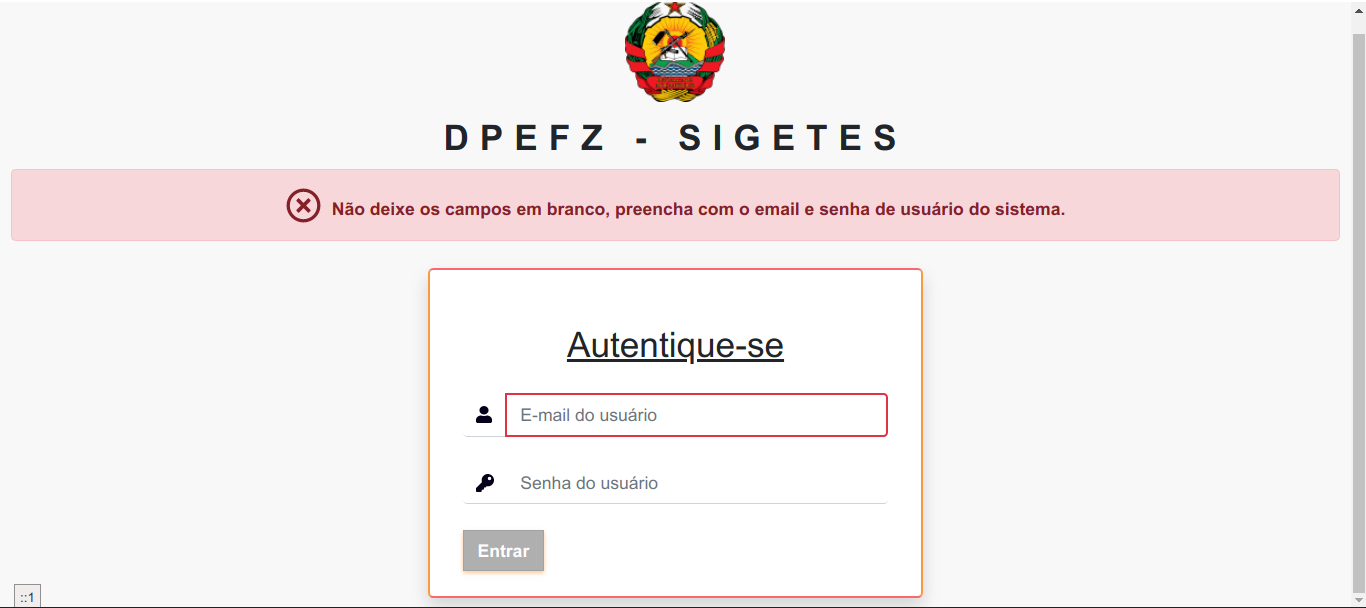 DPEFZ - SIGETES
Não deixe os campos em branco, preencha com o email e senha de usuário do sistema.
Autentique-se
E-mail do usuário
Senha do usuário
Entrar
::1